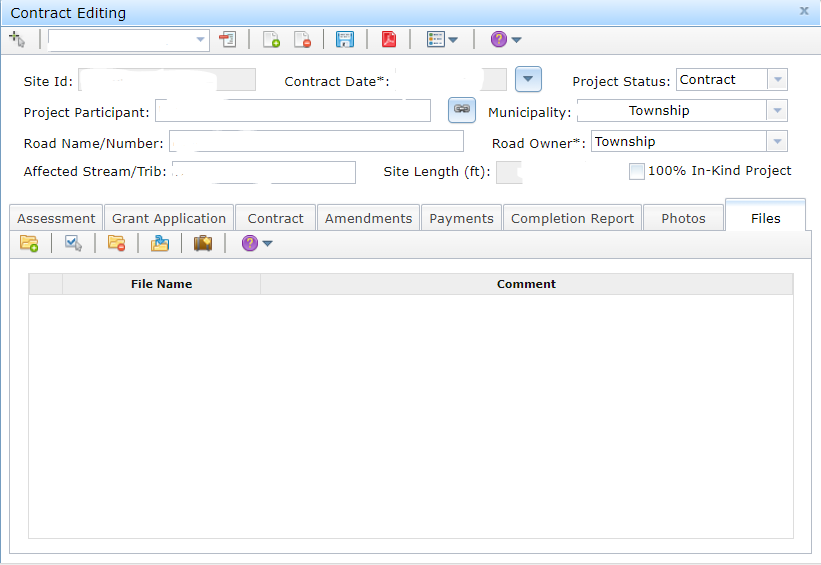 Contract Editing
Site Id: Contract Date*: Project Status: Contract
Project Participant: Municipality: Township
Road Name/Number: Road Owner*: Township
Affected Stream/Trib: Site Length (ft): 100% In-Kind Project
Assessment Grant Application Contract Amendments Payments Completion Report Photos Files
File Name Comment